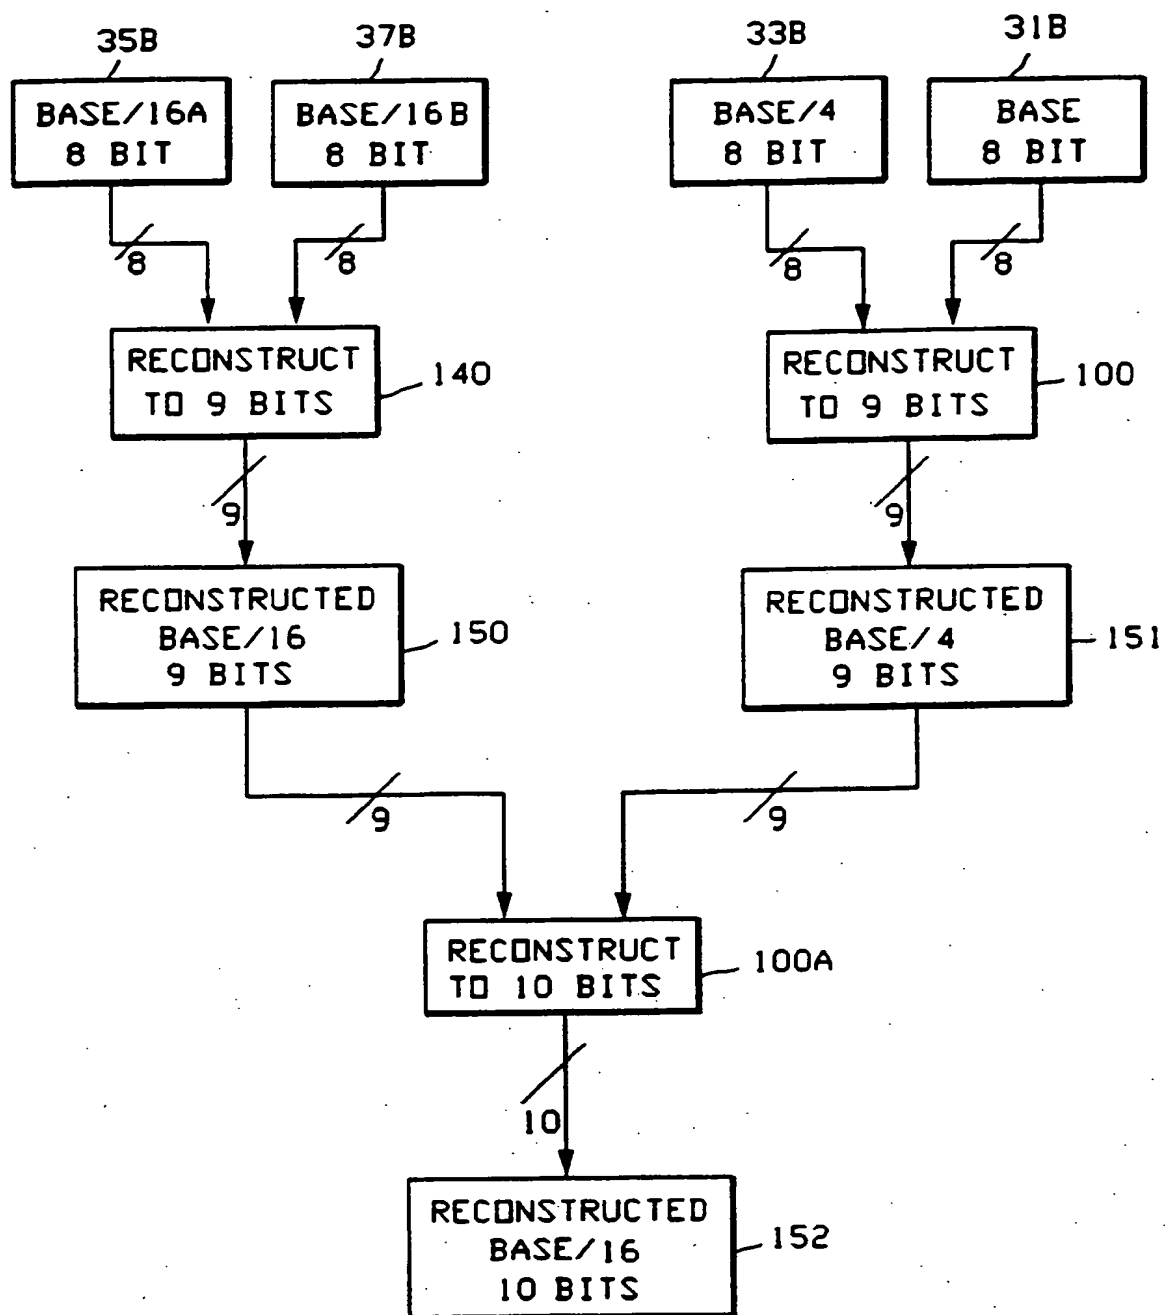 35B
37B
33B
31B
BASE/16A
8 BIT
BASE/16B
8 BIT
BASE/4
8 BIT
BASE
8 BIT
8
8
8
8
RECONSTRUCT
TO 9 BITS
140
RECONSTRUCT
TO 9 BITS
100
9
9
RECONSTRUCTED
BASE/16
9 BITS
150
RECONSTRUCTED
BASE/4
9 BITS
151
9
9
RECONSTRUCT
TO 10 BITS
100A
10
RECONSTRUCTED
BASE/16
10 BITS
152